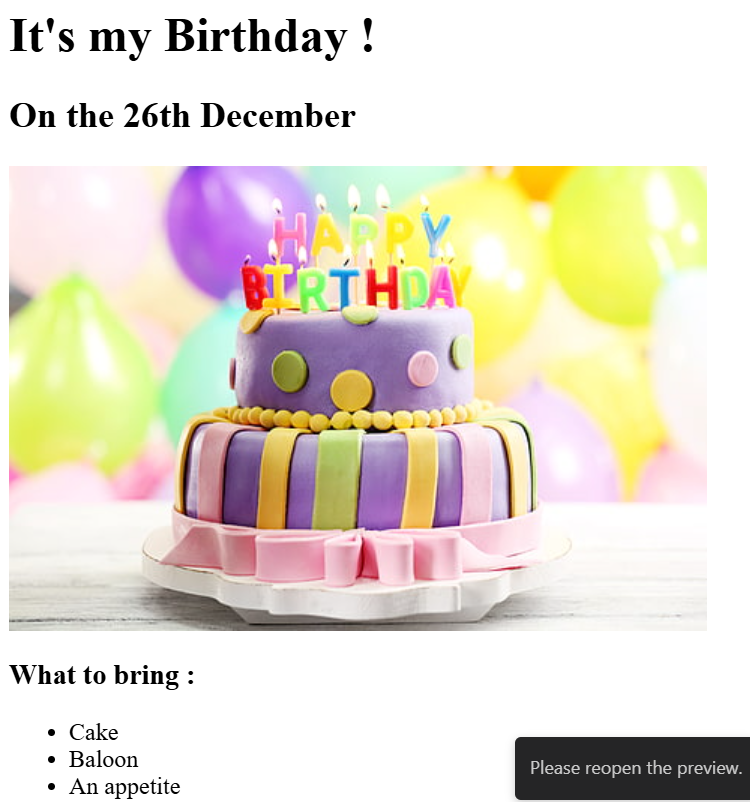 It's my Birthday !
On the 26th December
HAPPY
BIRTHDAY
What to bring :
Cake
Baloon
An appetite
Please reopen the preview.